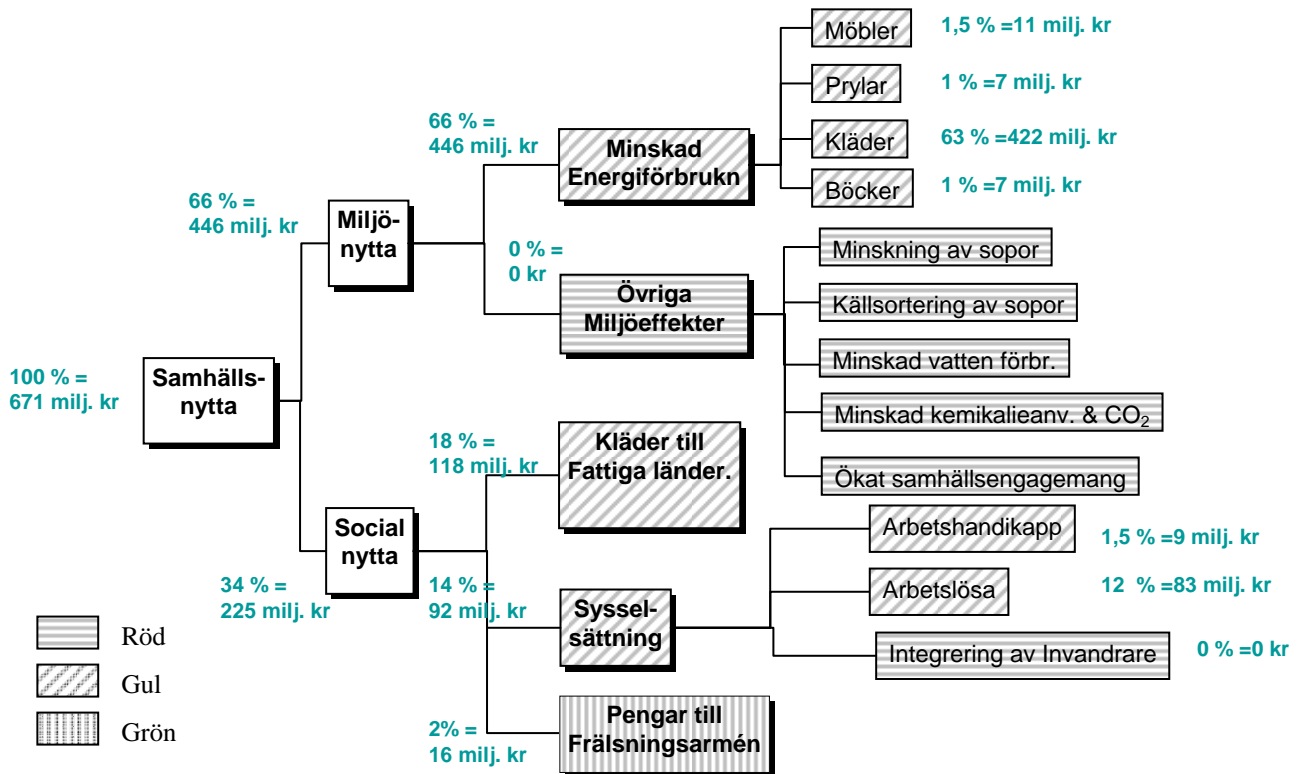 Möbler
1,5 % =11 milj. kr
Prylar
1 % =7 milj. kr
66 % =
446 milj. kr
Minskad
Energiförbrukn
Kläder
63 % =422 milj. kr
Böcker
1 % =7 milj. kr
66 % =
446 milj. kr
Miljö-
nytta
0 % =
0 kr
Övriga
Miljöeffekter
Minskning av sopor
Källsortering av sopor
Minskad vatten förbr.
Minskad kemikalieanv. & CO₂
Ökat samhällsengagemang
100 % =
671 milj. kr
Samhälls-
nytta
18 % =
118 milj. kr
Kläder till
Fattiga länder.
Social
nytta
34 % =
225 milj. kr
14 % =
92 milj. kr
Syssel-
sättning
Arbetshandikapp
1,5 % =9 milj. kr
Arbetslösa
12 % =83 milj. kr
Integrering av Invandrare
0 % =0 kr
2% =
16 milj. kr
Pengar till
Frälsningsarmén
Röd
Gul
Grön